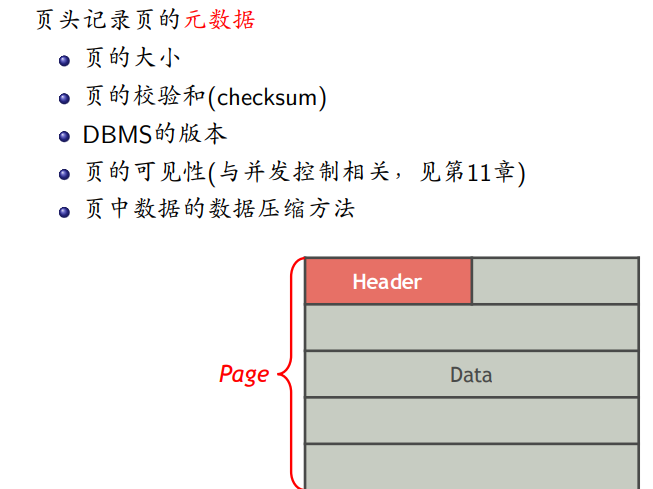 页头记录页的元数据
页的大小
页的校验和(checksum)
DBMS的版本
页的可见性(与并发控制相关，见第11章)
页中数据的数据压缩方法
Header
Page
Data